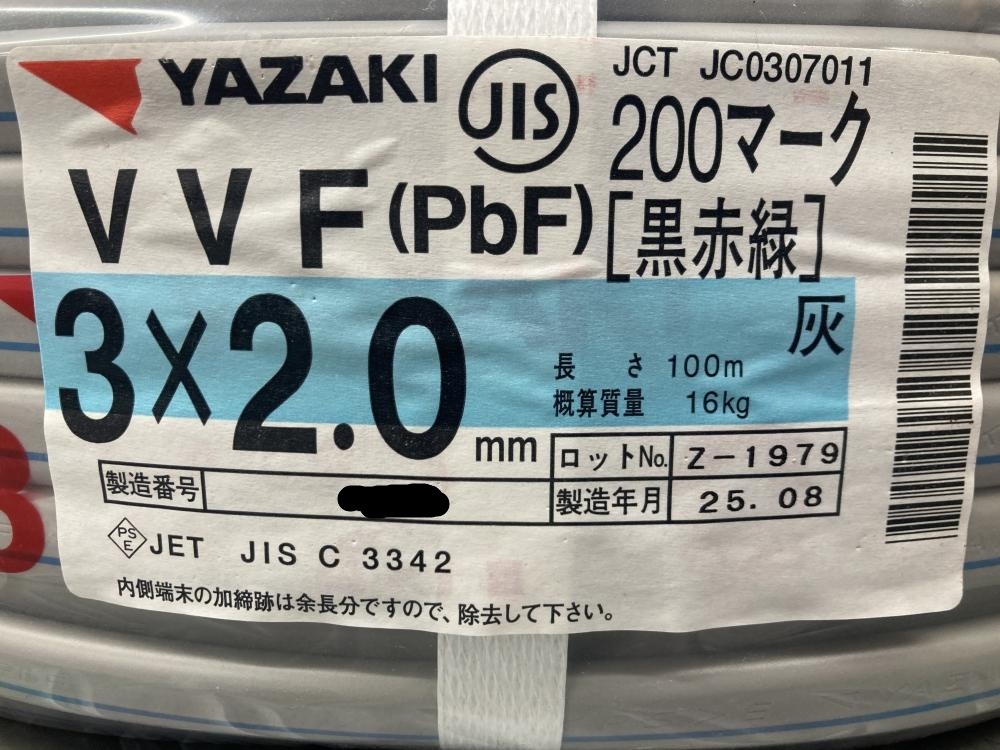 YAZAKI
JIS
JCT JC0307011
VVF(PbF)
200マーク
[黒赤緑]
3×2.0mm
灰
長さ 100m
概算質量 16kg
ロットNo. Z-1979
製造番号
製造年月 25.08
PSE JET JIS C 3342
内側端末の加締跡は余長分ですので、除去して下さい。